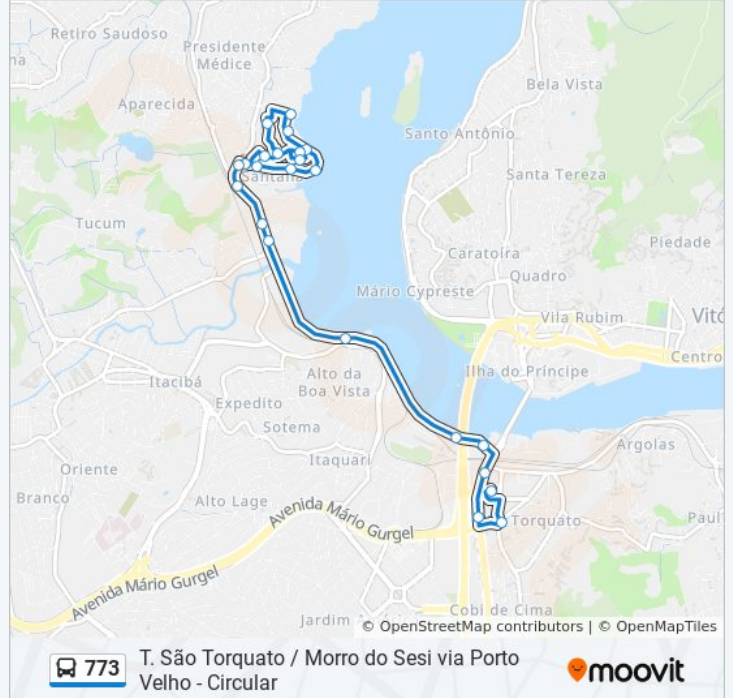 Retiro Saudoso
Presidente
Médice
Bela Vista
Aparecida
Santo Antônio
Santa Tereza
Santana
Tucum
Piedade
Caratoíra
Quadro
Mário Cypreste
Vila Rubim
Centro
Itacibá
Alto da
Boa Vista
Ilha do Príncipe
Expedito
Sotema
Argolas
Itaquari
Oriente
Branco
Alto Lage
Avenida Mário Gurgel
Torquato
Paul
Avenida Mário Gurgel
Jardim
Cobi de Cima
© OpenStreetMap contributors | © OpenMapTiles
773
T. São Torquato / Morro do Sesi via Porto
Velho - Circular
moovit